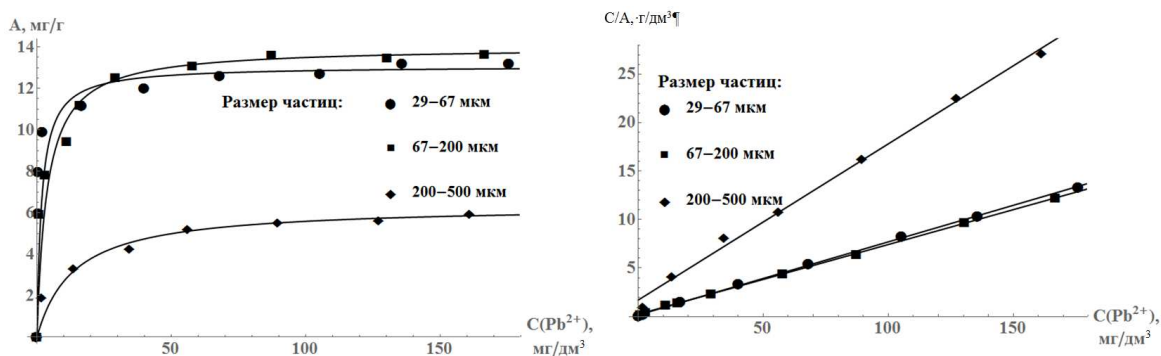 A, мг/г
14
12
10
8
6
4
2
50
100
150
C(Pb²⁺),
мг/дм³
Размер частиц:
29–67 мкм
67–200 мкм
200–500 мкм
C/A,·г/дм³¶
25
20
15
10
5
50
100
150
C(Pb²⁺),
мг/дм³
Размер частиц:
29–67 мкм
67–200 мкм
200–500 мкм